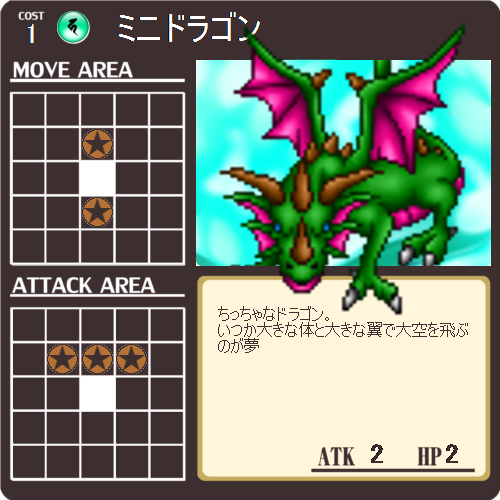 COST
1
ミニドラゴン
MOVE AREA
ATTACK AREA
ちっちゃなドラゴン。
いつか大きな体と大きな翼で大空を飛ぶ
のが夢
ATK 2 HP 2